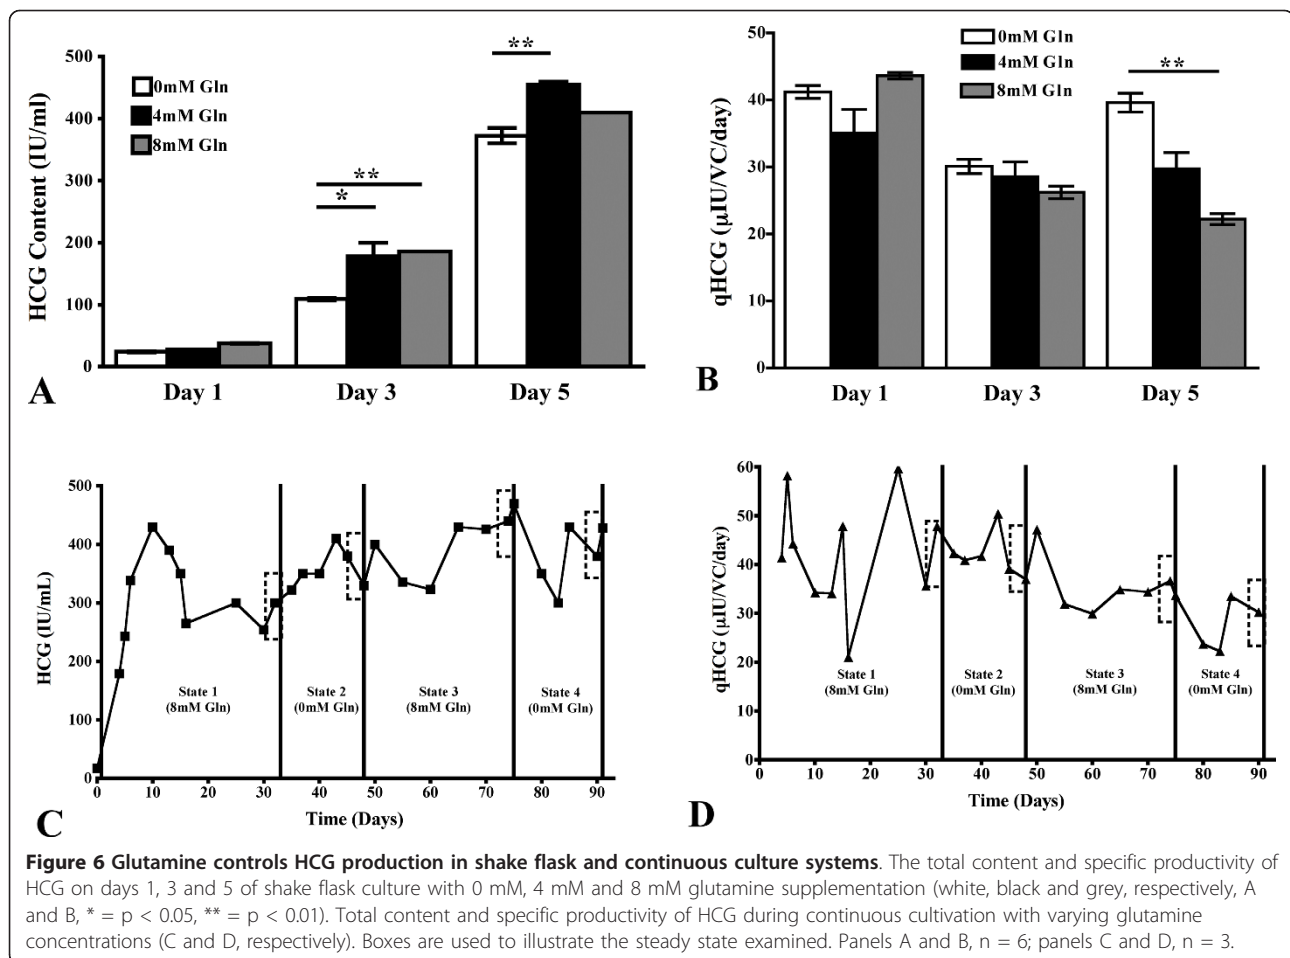 500
400
300
200
100
0
HCG Content (IU/ml)
0mM Gln
4mM Gln
8mM Gln
*
**
**
Day 1
Day 3
Day 5
A
50
40
30
20
10
0
qHCG (µIU/VC/day)
0mM Gln
4mM Gln
8mM Gln
**
Day 1
Day 3
Day 5
B
500
400
300
200
100
0
HCG (IU/mL)
State 1
(8mM Gln)
State 2
(0mM Gln)
State 3
(8mM Gln)
State 4
(0mM Gln)
0 10 20 30 40 50 60 70 80 90
Time (Days)
C
60
50
40
30
20
10
0
qHCG (µIU/VC/day)
State 1
(8mM Gln)
State 2
(0mM Gln)
State 3
(8mM Gln)
State 4
(0mM Gln)
0 10 20 30 40 50 60 70 80 90
Time (Days)
D
Figure 6 Glutamine controls HCG production in shake flask and continuous culture systems. The total content and specific productivity of
HCG on days 1, 3 and 5 of shake flask culture with 0 mM, 4 mM and 8 mM glutamine supplementation (white, black and grey, respectively, A
and B, * = p < 0.05, ** = p < 0.01). Total content and specific productivity of HCG during continuous cultivation with varying glutamine
concentrations (C and D, respectively). Boxes are used to illustrate the steady state examined. Panels A and B, n = 6; panels C and D, n = 3.